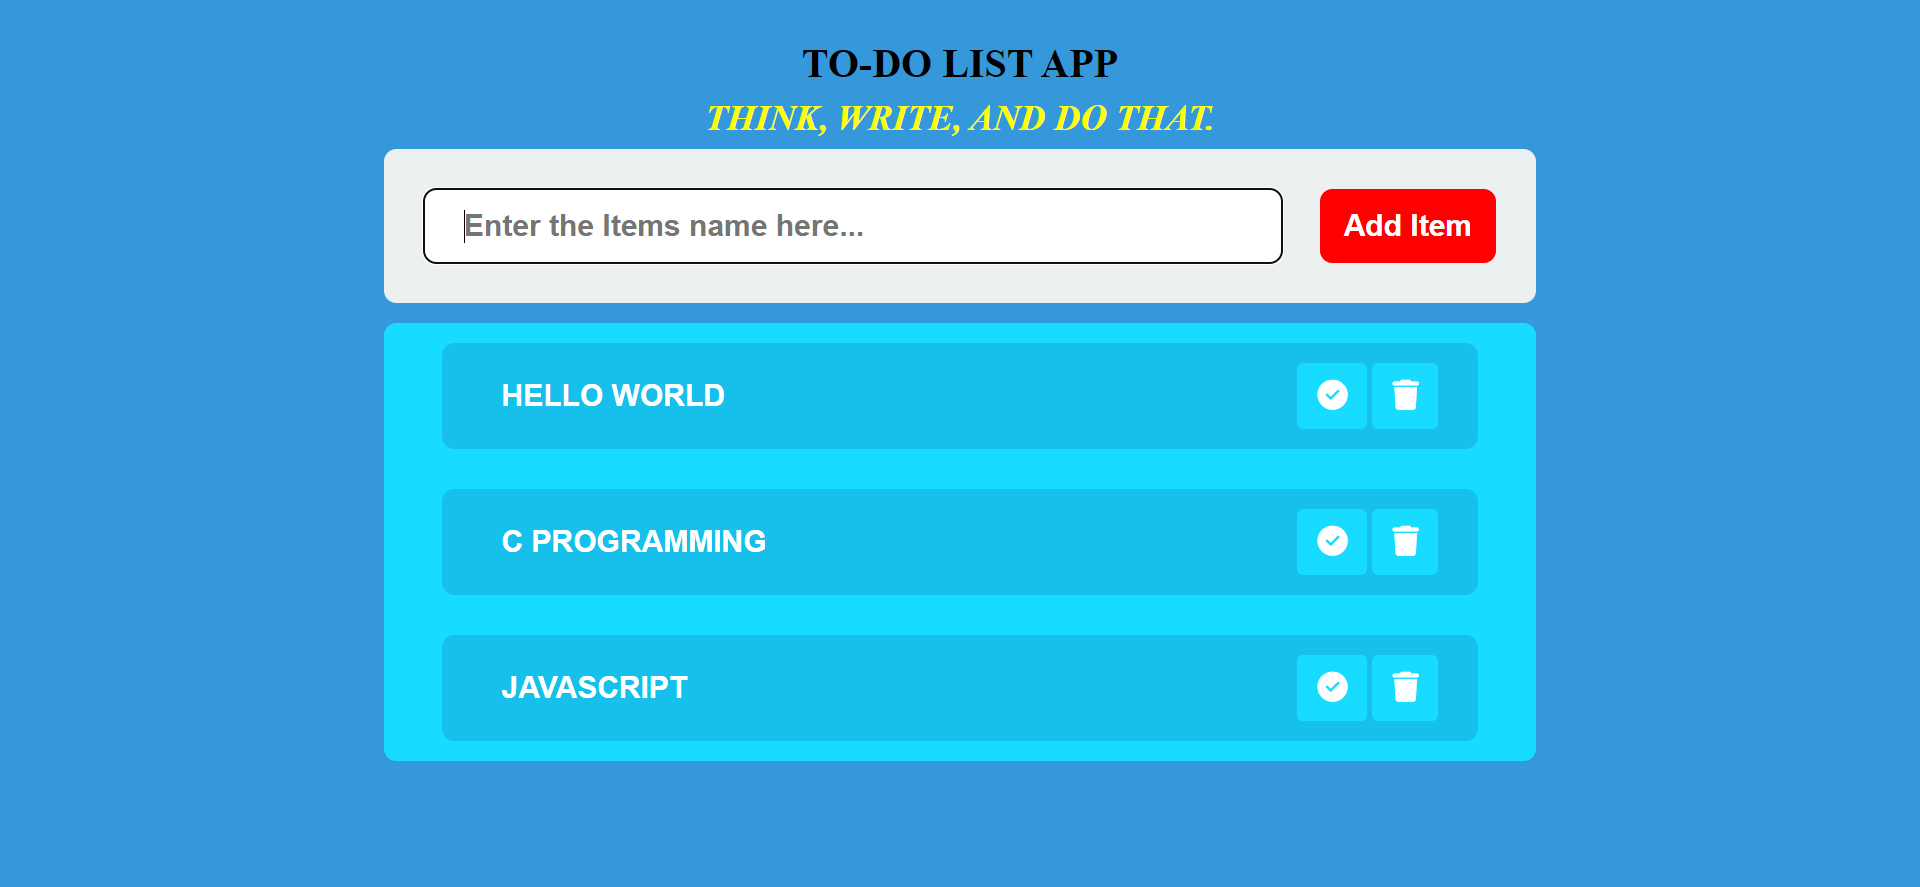 TO-DO LIST APP
THINK, WRITE, AND DO THAT.
Enter the Items name here...
Add Item
HELLO WORLD
C PROGRAMMING
JAVASCRIPT